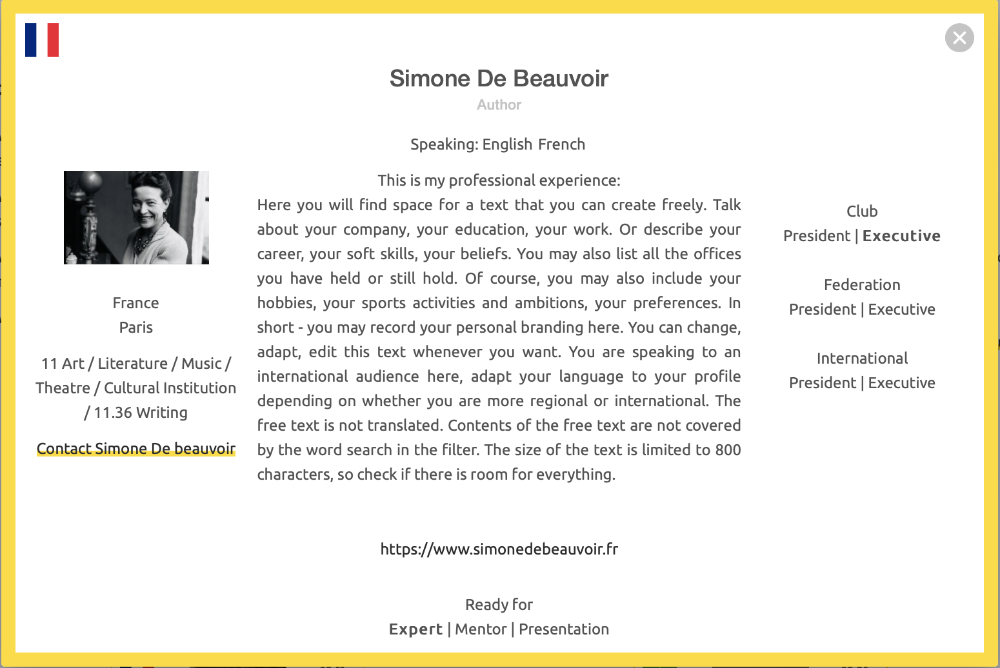 Simone De Beauvoir
Author
Speaking: English French
France
Paris
11 Art / Literature / Music /
Theatre / Cultural Institution
/ 11.36 Writing
Contact Simone De beauvoir
This is my professional experience:
Here you will find space for a text that you can create freely. Talk
about your company, your education, your work. Or describe your
career, your soft skills, your beliefs. You may also list all the offices
you have held or still hold. Of course, you may also include your
hobbies, your sports activities and ambitions, your preferences. In
short - you may record your personal branding here. You can change,
adapt, edit this text whenever you want. You are speaking to an
international audience here, adapt your language to your profile
depending on whether you are more regional or international. The
free text is not translated. Contents of the free text are not covered
by the word search in the filter. The size of the text is limited to 800
characters, so check if there is room for everything.
https://www.simonedebeauvoir.fr
Ready for
Expert | Mentor | Presentation
Club
President | Executive
Federation
President | Executive
International
President | Executive